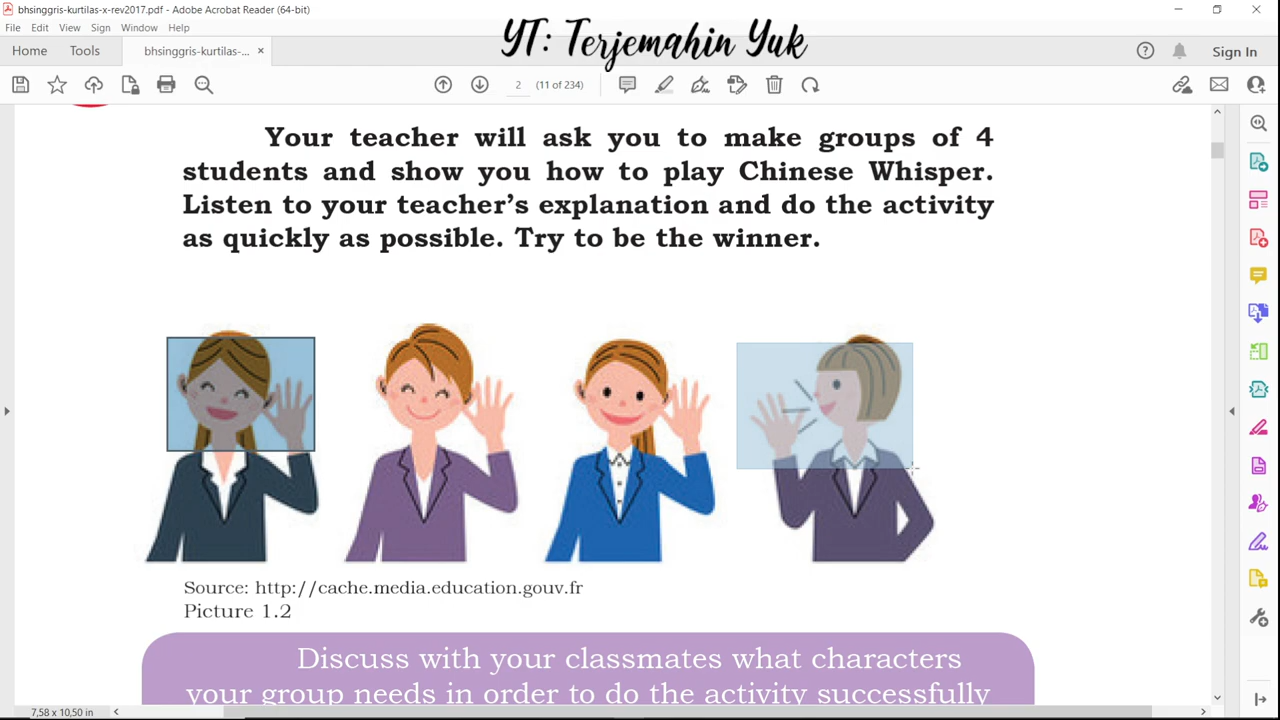 bhsinggris-kurtilas-x-rev2017.pdf - Adobe Acrobat Reader (64-bit)
File Edit View Sign Window Help
YT: Terjemahin Yuk
Home Tools bhsinggris-kurtilas-... × Sign In
2 (11 of 234)
Your teacher will ask you to make groups of 4
students and show you how to play Chinese Whisper.
Listen to your teacher’s explanation and do the activity
as quickly as possible. Try to be the winner.
Source: http://cache.media.education.gouv.fr
Picture 1.2
Discuss with your classmates what characters
your group needs in order to do the activity successfully
7,58 x 10,50 in